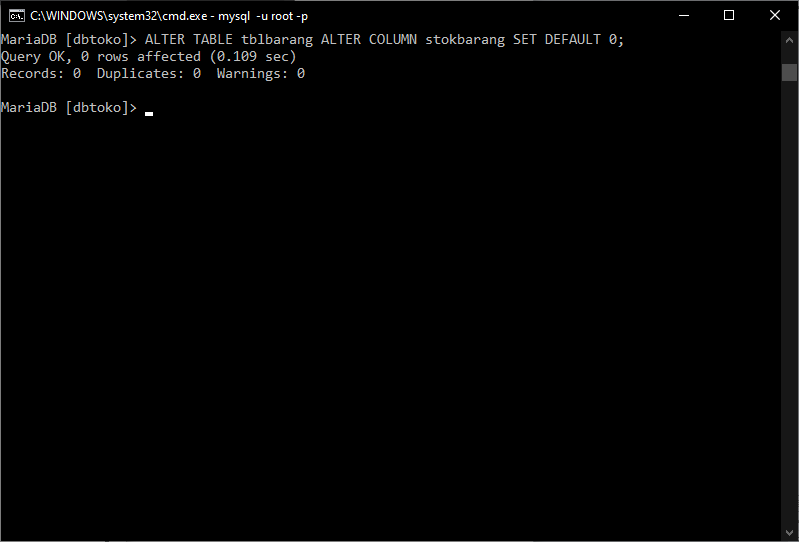 C:\WINDOWS\system32\cmd.exe - mysql  -u root -p
MariaDB [dbtoko]> ALTER TABLE tblbarang ALTER COLUMN stokbarang SET DEFAULT 0;
Query OK, 0 rows affected (0.109 sec)
Records: 0  Duplicates: 0  Warnings: 0
MariaDB [dbtoko]>